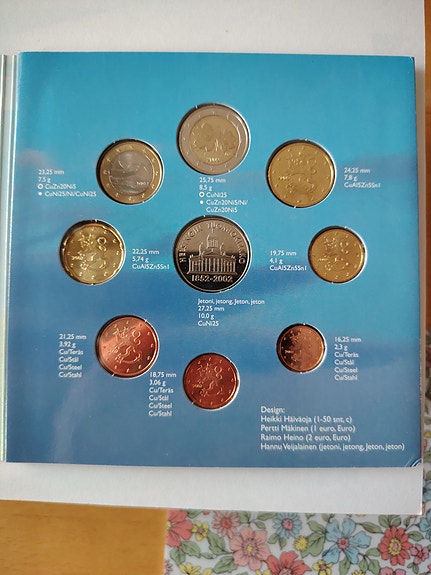 25,75 mm
8,5 g
CuNi25
CuZn20Ni5/Ni/
CuZn20Ni5
23,25 mm
7,5 g
CuZn20Ni5
CuNi25/Ni/CuNi25
24,25 mm
7,8 g
CuAl5Zn5Sn1
22,25 mm
5,74 g
CuAl5Zn5Sn1
1852-2002
19,75 mm
4,1 g
CuAl5Zn5Sn1
Jetoni, jetong, Jeton, jeton
27,25 mm
10,0 g
CuNi25
21,25 mm
3,92 g
Cu/Teräs
Cu/Stål
Cu/Steel
Cu/Stahl
18,75 mm
3,06 g
Cu/Teräs
Cu/Stål
Cu/Steel
Cu/Stahl
16,25 mm
2,3 g
Cu/Teräs
Cu/Stål
Cu/Steel
Cu/Stahl
Design:
Heikki Häiväoja (1-50 snt, c)
Pertti Mäkinen (1 euro, Euro)
Raimo Heino (2 euro, Euro)
Hannu Veijalainen (jetoni, jetong, Jeton, jeton)